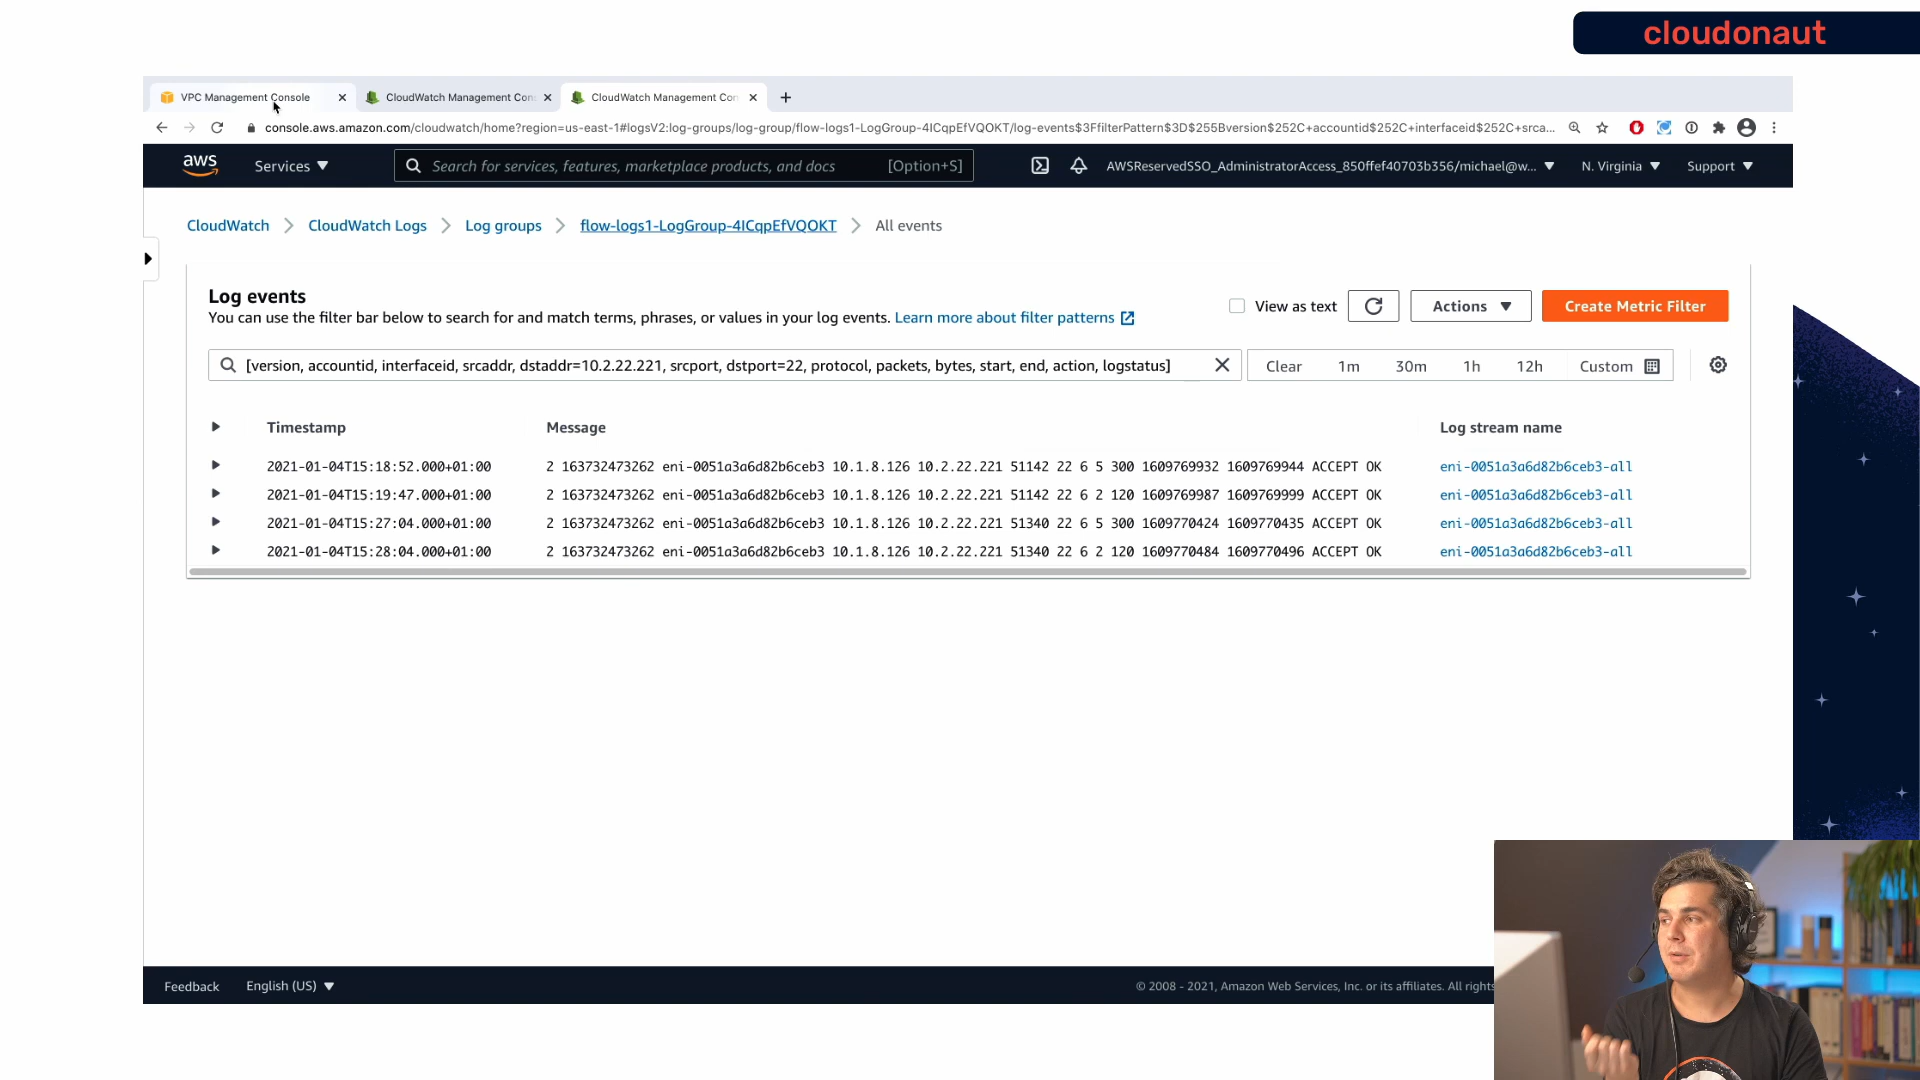 cloudonaut
VPC Management Console
CloudWatch Management Con
CloudWatch Management Con
console.aws.amazon.com/cloudwatch/home?region=us-east-1#logsV2:log-groups/log-group/flow-logs1-LogGroup-4ICqpEfVQOKT/log-events$3FfilterPattern$3D$255Bversion$252C+accountid$252C+interfaceid$252C+srca...
aws
Services
Search for services, features, marketplace products, and docs
[Option+S]
AWSReservedSSO_AdministratorAccess_850ffef40703b356/michael@w...
N. Virginia
Support
CloudWatch
CloudWatch Logs
Log groups
flow-logs1-LogGroup-4ICqpEfVQOKT
All events
Log events
You can use the filter bar below to search for and match terms, phrases, or values in your log events. Learn more about filter patterns
View as text
Actions
Create Metric Filter
[version, accountid, interfaceid, srcaddr, dstaddr=10.2.22.221, srcport, dstport=22, protocol, packets, bytes, start, end, action, logstatus]
Clear 1m 30m 1h 12h Custom
Timestamp Message Log stream name
2021-01-04T15:18:52.000+01:00 2 163732473262 eni-0051a3a6d82b6ceb3 10.1.8.126 10.2.22.221 51142 22 6 5 300 1609769932 1609769944 ACCEPT OK eni-0051a3a6d82b6ceb3-all
2021-01-04T15:19:47.000+01:00 2 163732473262 eni-0051a3a6d82b6ceb3 10.1.8.126 10.2.22.221 51142 22 6 2 120 1609769987 1609769999 ACCEPT OK eni-0051a3a6d82b6ceb3-all
2021-01-04T15:27:04.000+01:00 2 163732473262 eni-0051a3a6d82b6ceb3 10.1.8.126 10.2.22.221 51340 22 6 5 300 1609770424 1609770435 ACCEPT OK eni-0051a3a6d82b6ceb3-all
2021-01-04T15:28:04.000+01:00 2 163732473262 eni-0051a3a6d82b6ceb3 10.1.8.126 10.2.22.221 51340 22 6 2 120 1609770484 1609770496 ACCEPT OK eni-0051a3a6d82b6ceb3-all
Feedback
English (US)
© 2008 - 2021, Amazon Web Services, Inc. or its affiliates. All rights